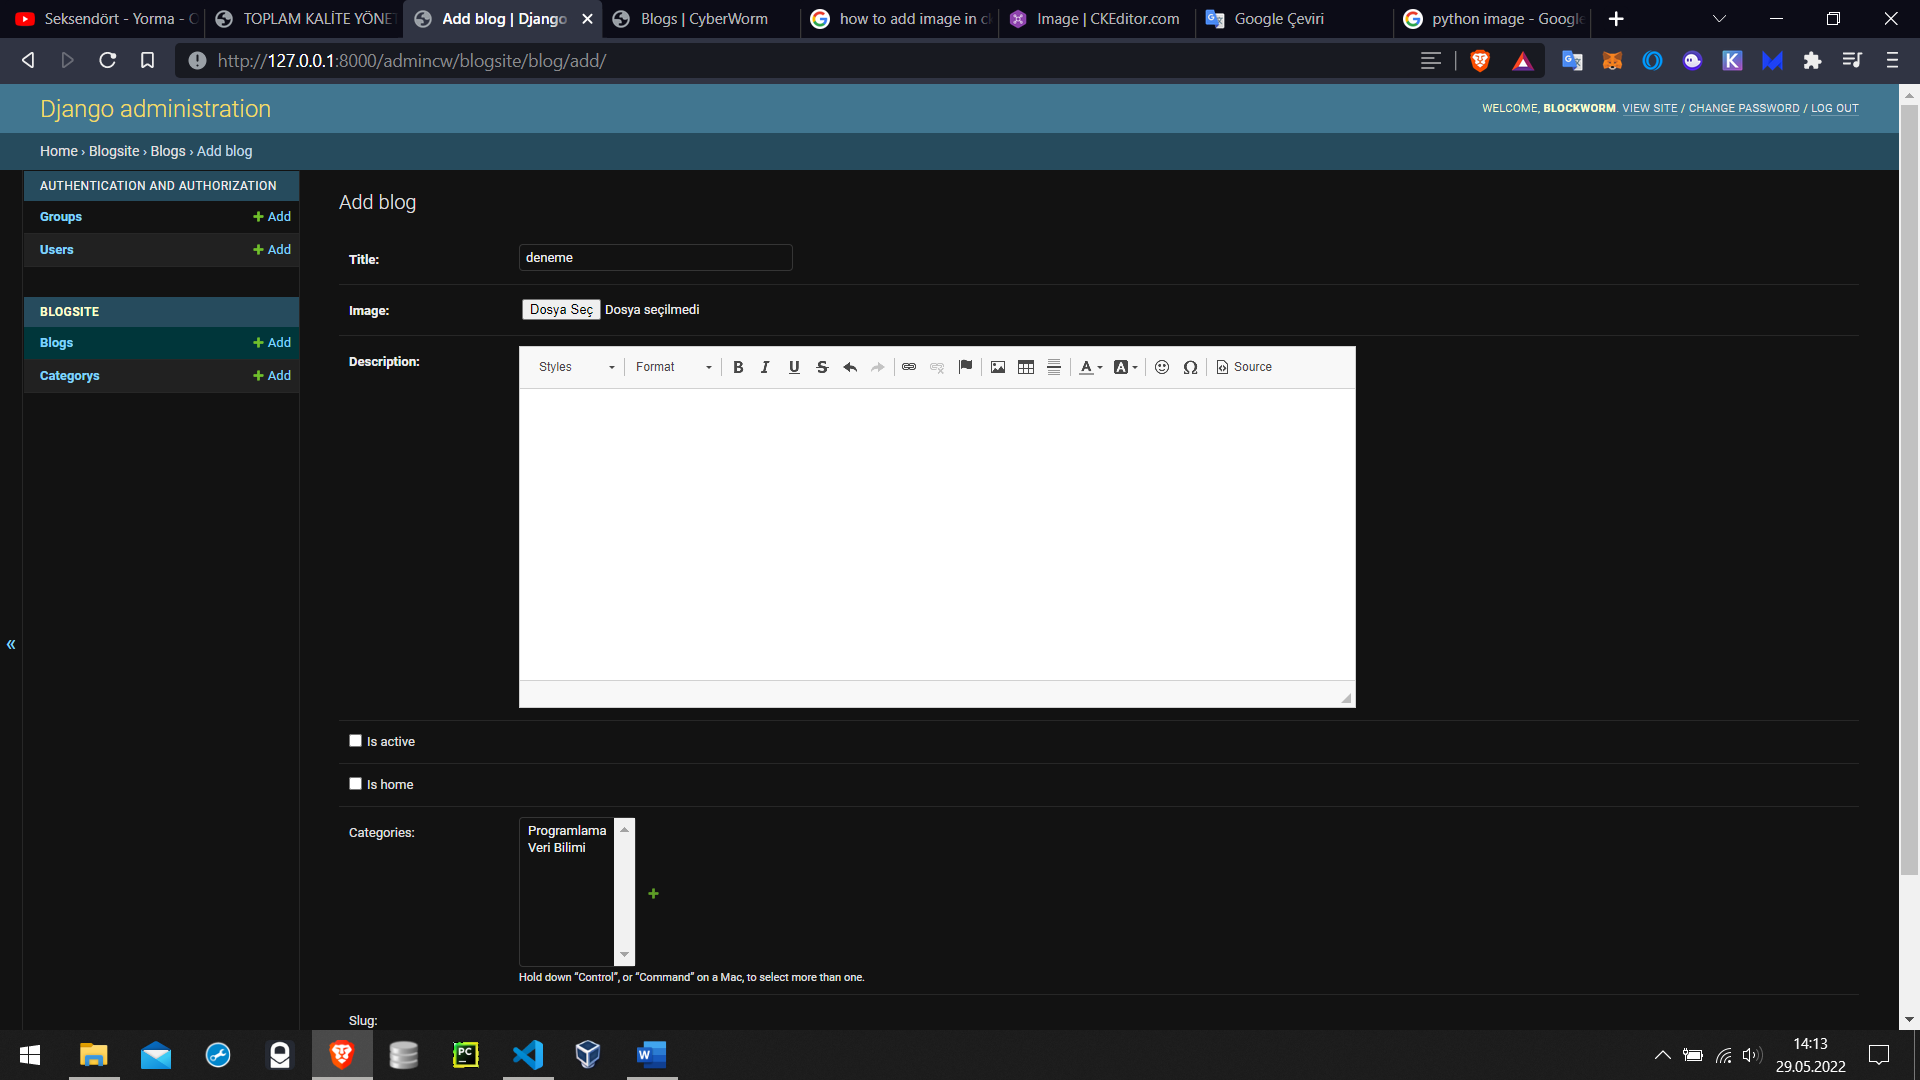 Seksendört - Yorma - C
TOPLAM KALİTE YÖNET
Add blog | Django
Blogs | CyberWorm
how to add image in ck
Image | CKEditor.com
Google Çeviri
python image - Google
http://127.0.0.1:8000/admincw/blogsite/blog/add/
Django administration
WELCOME, BLOCKWORM. VIEW SITE / CHANGE PASSWORD / LOG OUT
Home › Blogsite › Blogs › Add blog
AUTHENTICATION AND AUTHORIZATION
Groups
Add
Users
Add
BLOGSITE
Blogs
Add
Categorys
Add
«
Add blog
Title:
deneme
Image:
Dosya Seç Dosya seçilmedi
Description:
Styles
Format
B I U S
A
A
Ω
Source
Is active
Is home
Categories:
Programlama
Veri Bilimi
Hold down “Control”, or “Command” on a Mac, to select more than one.
Slug:
PC
W
14:13
29.05.2022